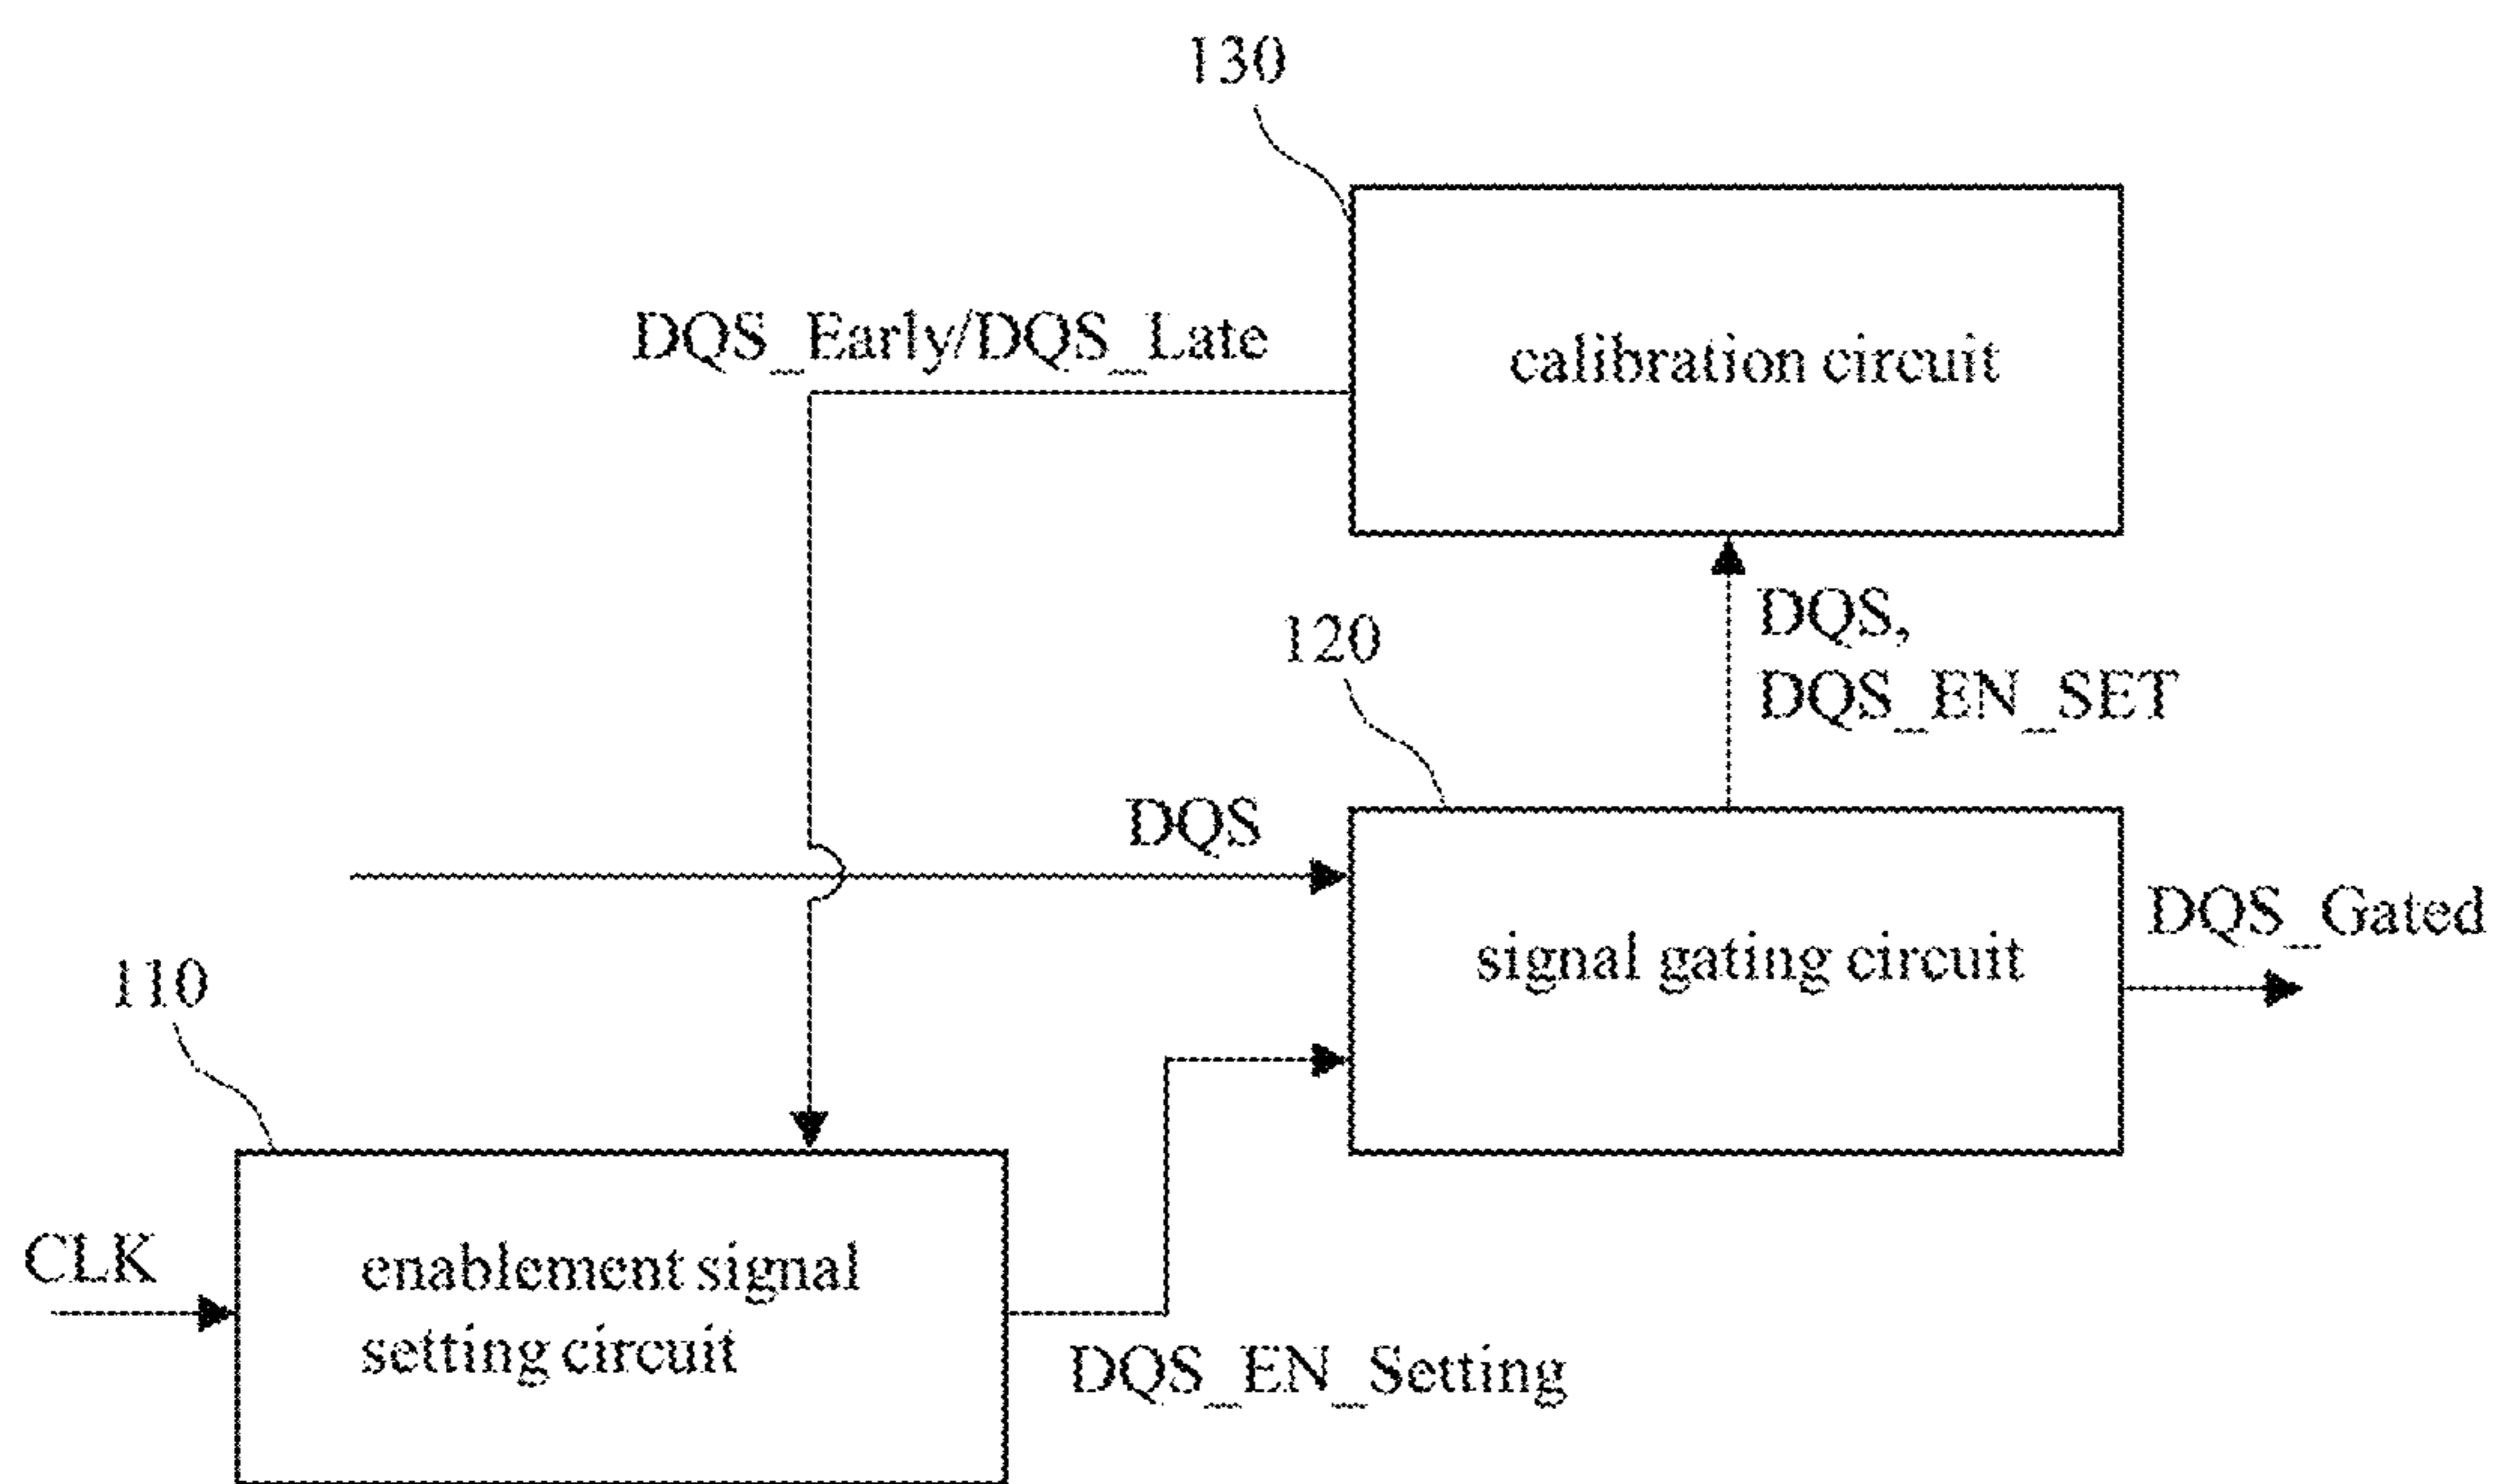 130
DQS_Early/DQS_Late
calibration circuit
DQS,
120
DQS_EN_SET
DQS
DQS_Gated
signal gating circuit
110
CLK
enablement signal
setting circuit
DQS_EN_Setting